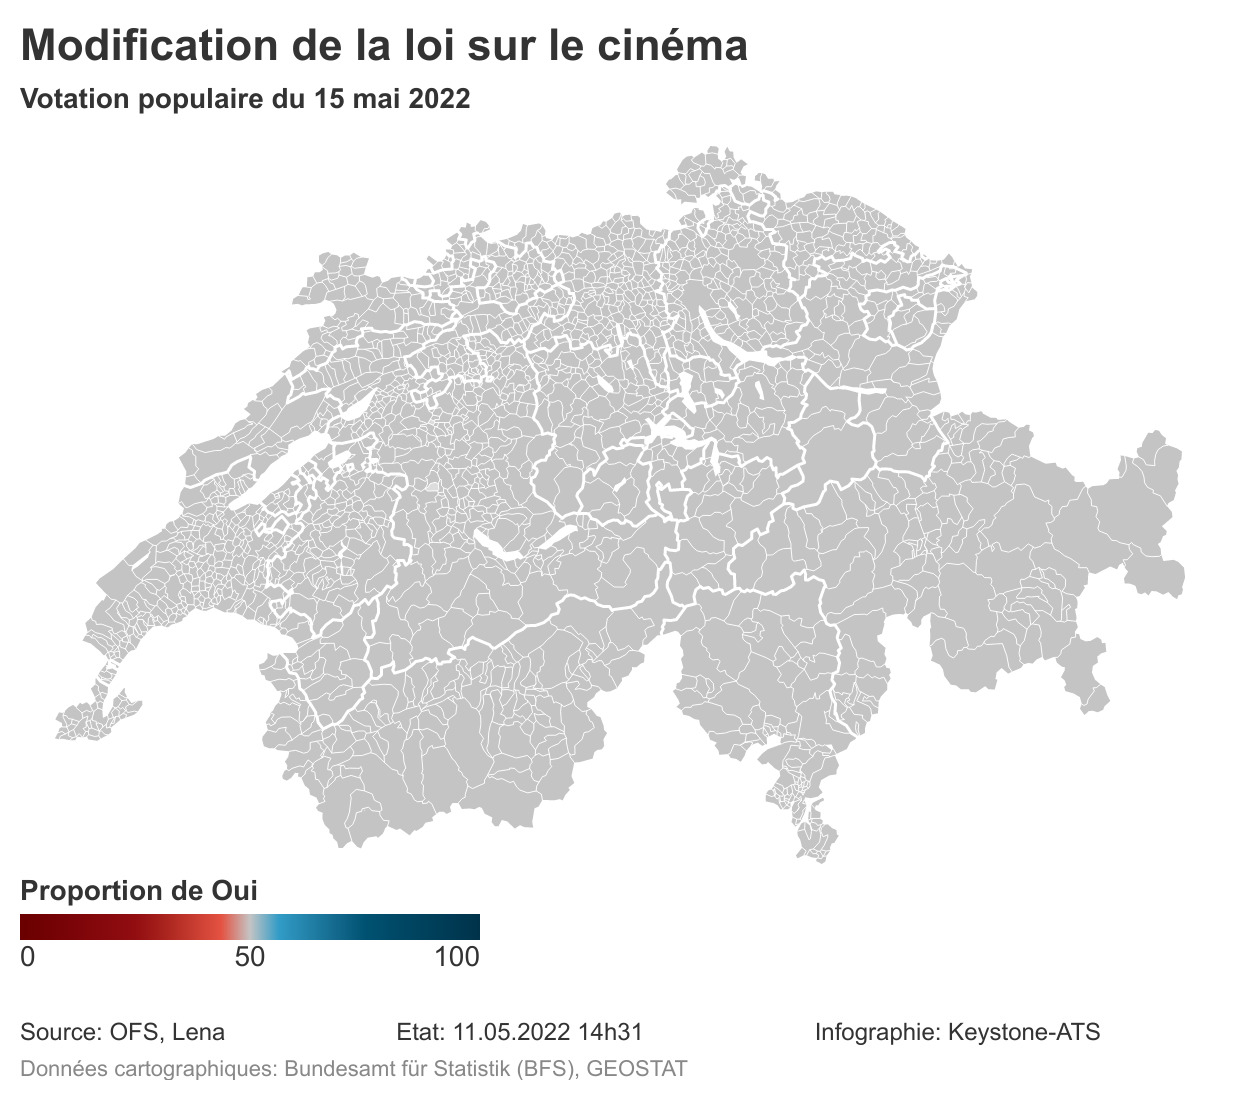 Modification de la loi sur le cinéma
Votation populaire du 15 mai 2022
Proportion de Oui
0 50 100
Source: OFS, Lena Etat: 11.05.2022 14h31 Infographie: Keystone-ATS
Données cartographiques: Bundesamt für Statistik (BFS), GEOSTAT